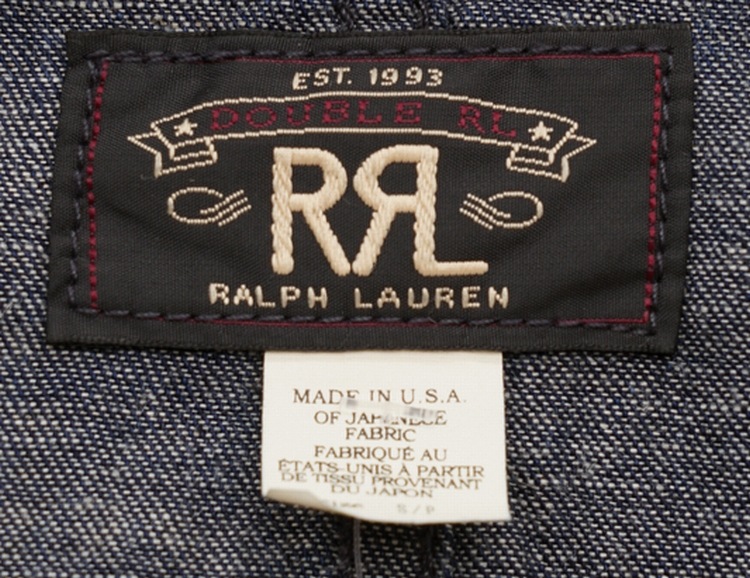 EST. 1993
DOUBLE RL
RRL
RALPH LAUREN
MADE IN U.S.A.
OF JAPANESE
FABRIC
FABRIQUÉ AU
ÉTATS-UNIS À PARTIR
DE TISSU PROVENANT
DU JAPON
S/P